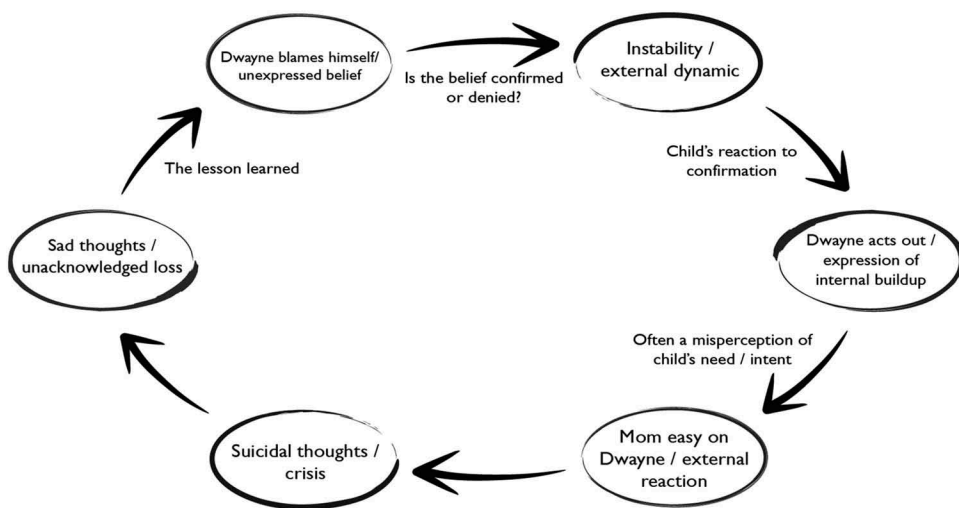 Dwayne blames himself/
unexpressed belief
Is the belief confirmed
or denied?
Instability /
external dynamic
Child's reaction to
confirmation
Dwayne acts out /
expression of
internal buildup
Often a misperception of
child's need / intent
Mom easy on
Dwayne / external
reaction
Suicidal thoughts /
crisis
Sad thoughts /
unacknowledged loss
The lesson learned